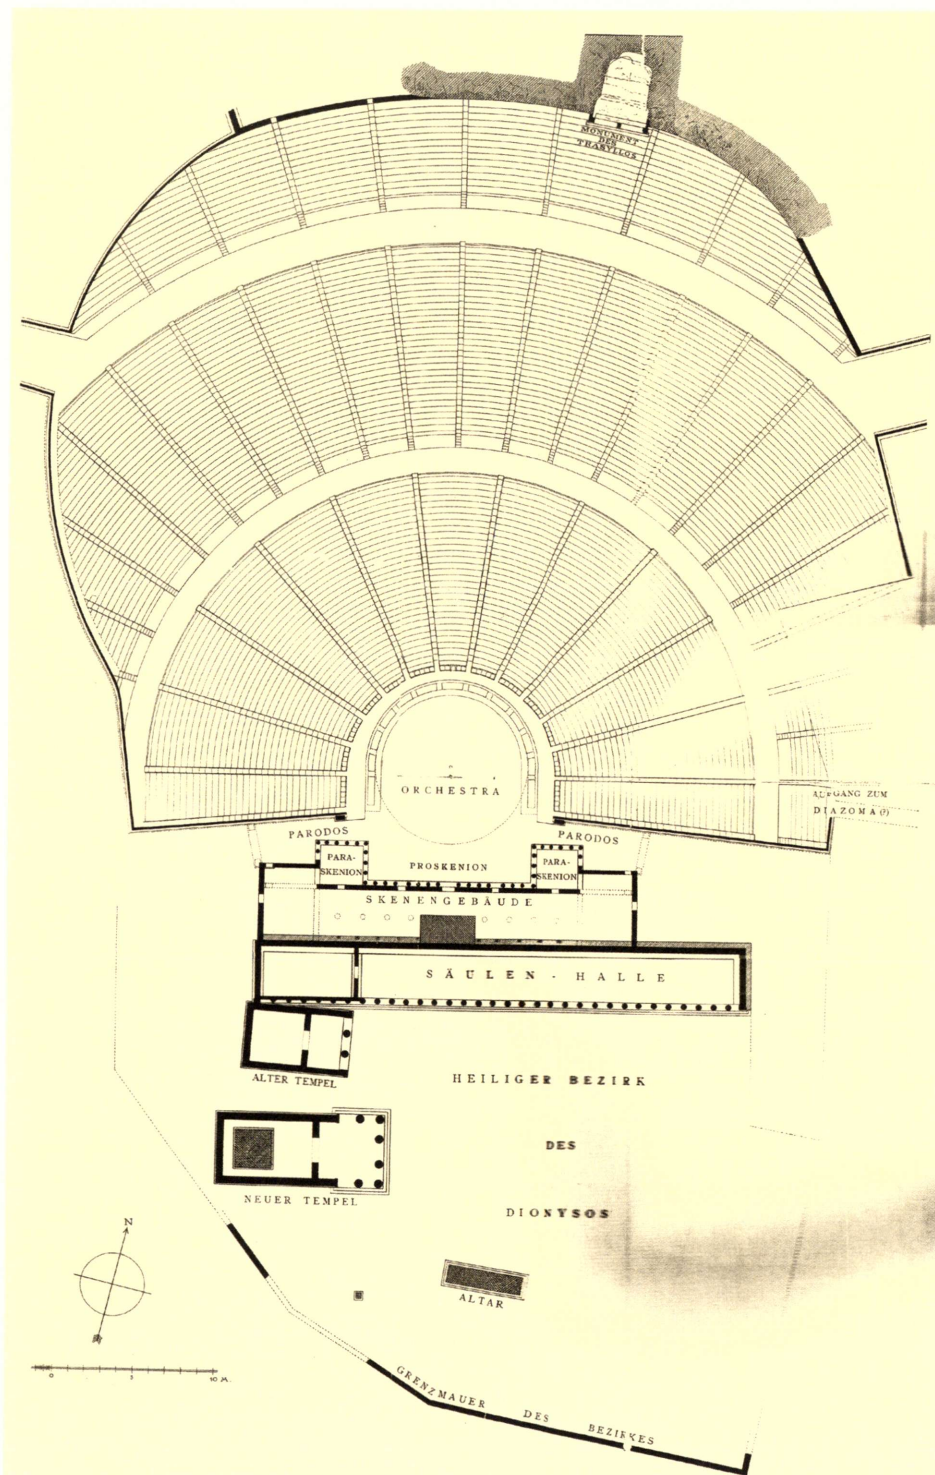 MONUMENT
DES
THASYLLOS
ORCHESTRA
AUFGANG ZUM
DIAZOMA (?)
PARODOS
PARODOS
PARA-
SKENION
PROSKENION
PARA-
SKENION
SKENENGEBÄUDE
SÄULEN - HALLE
ALTER TEMPEL
HEILIGER BEZIRK
DES
NEUER TEMPEL
DIONYSOS
N
ALTAR
0 5 10 M.
GRENZMAUER DES BEZIRKES